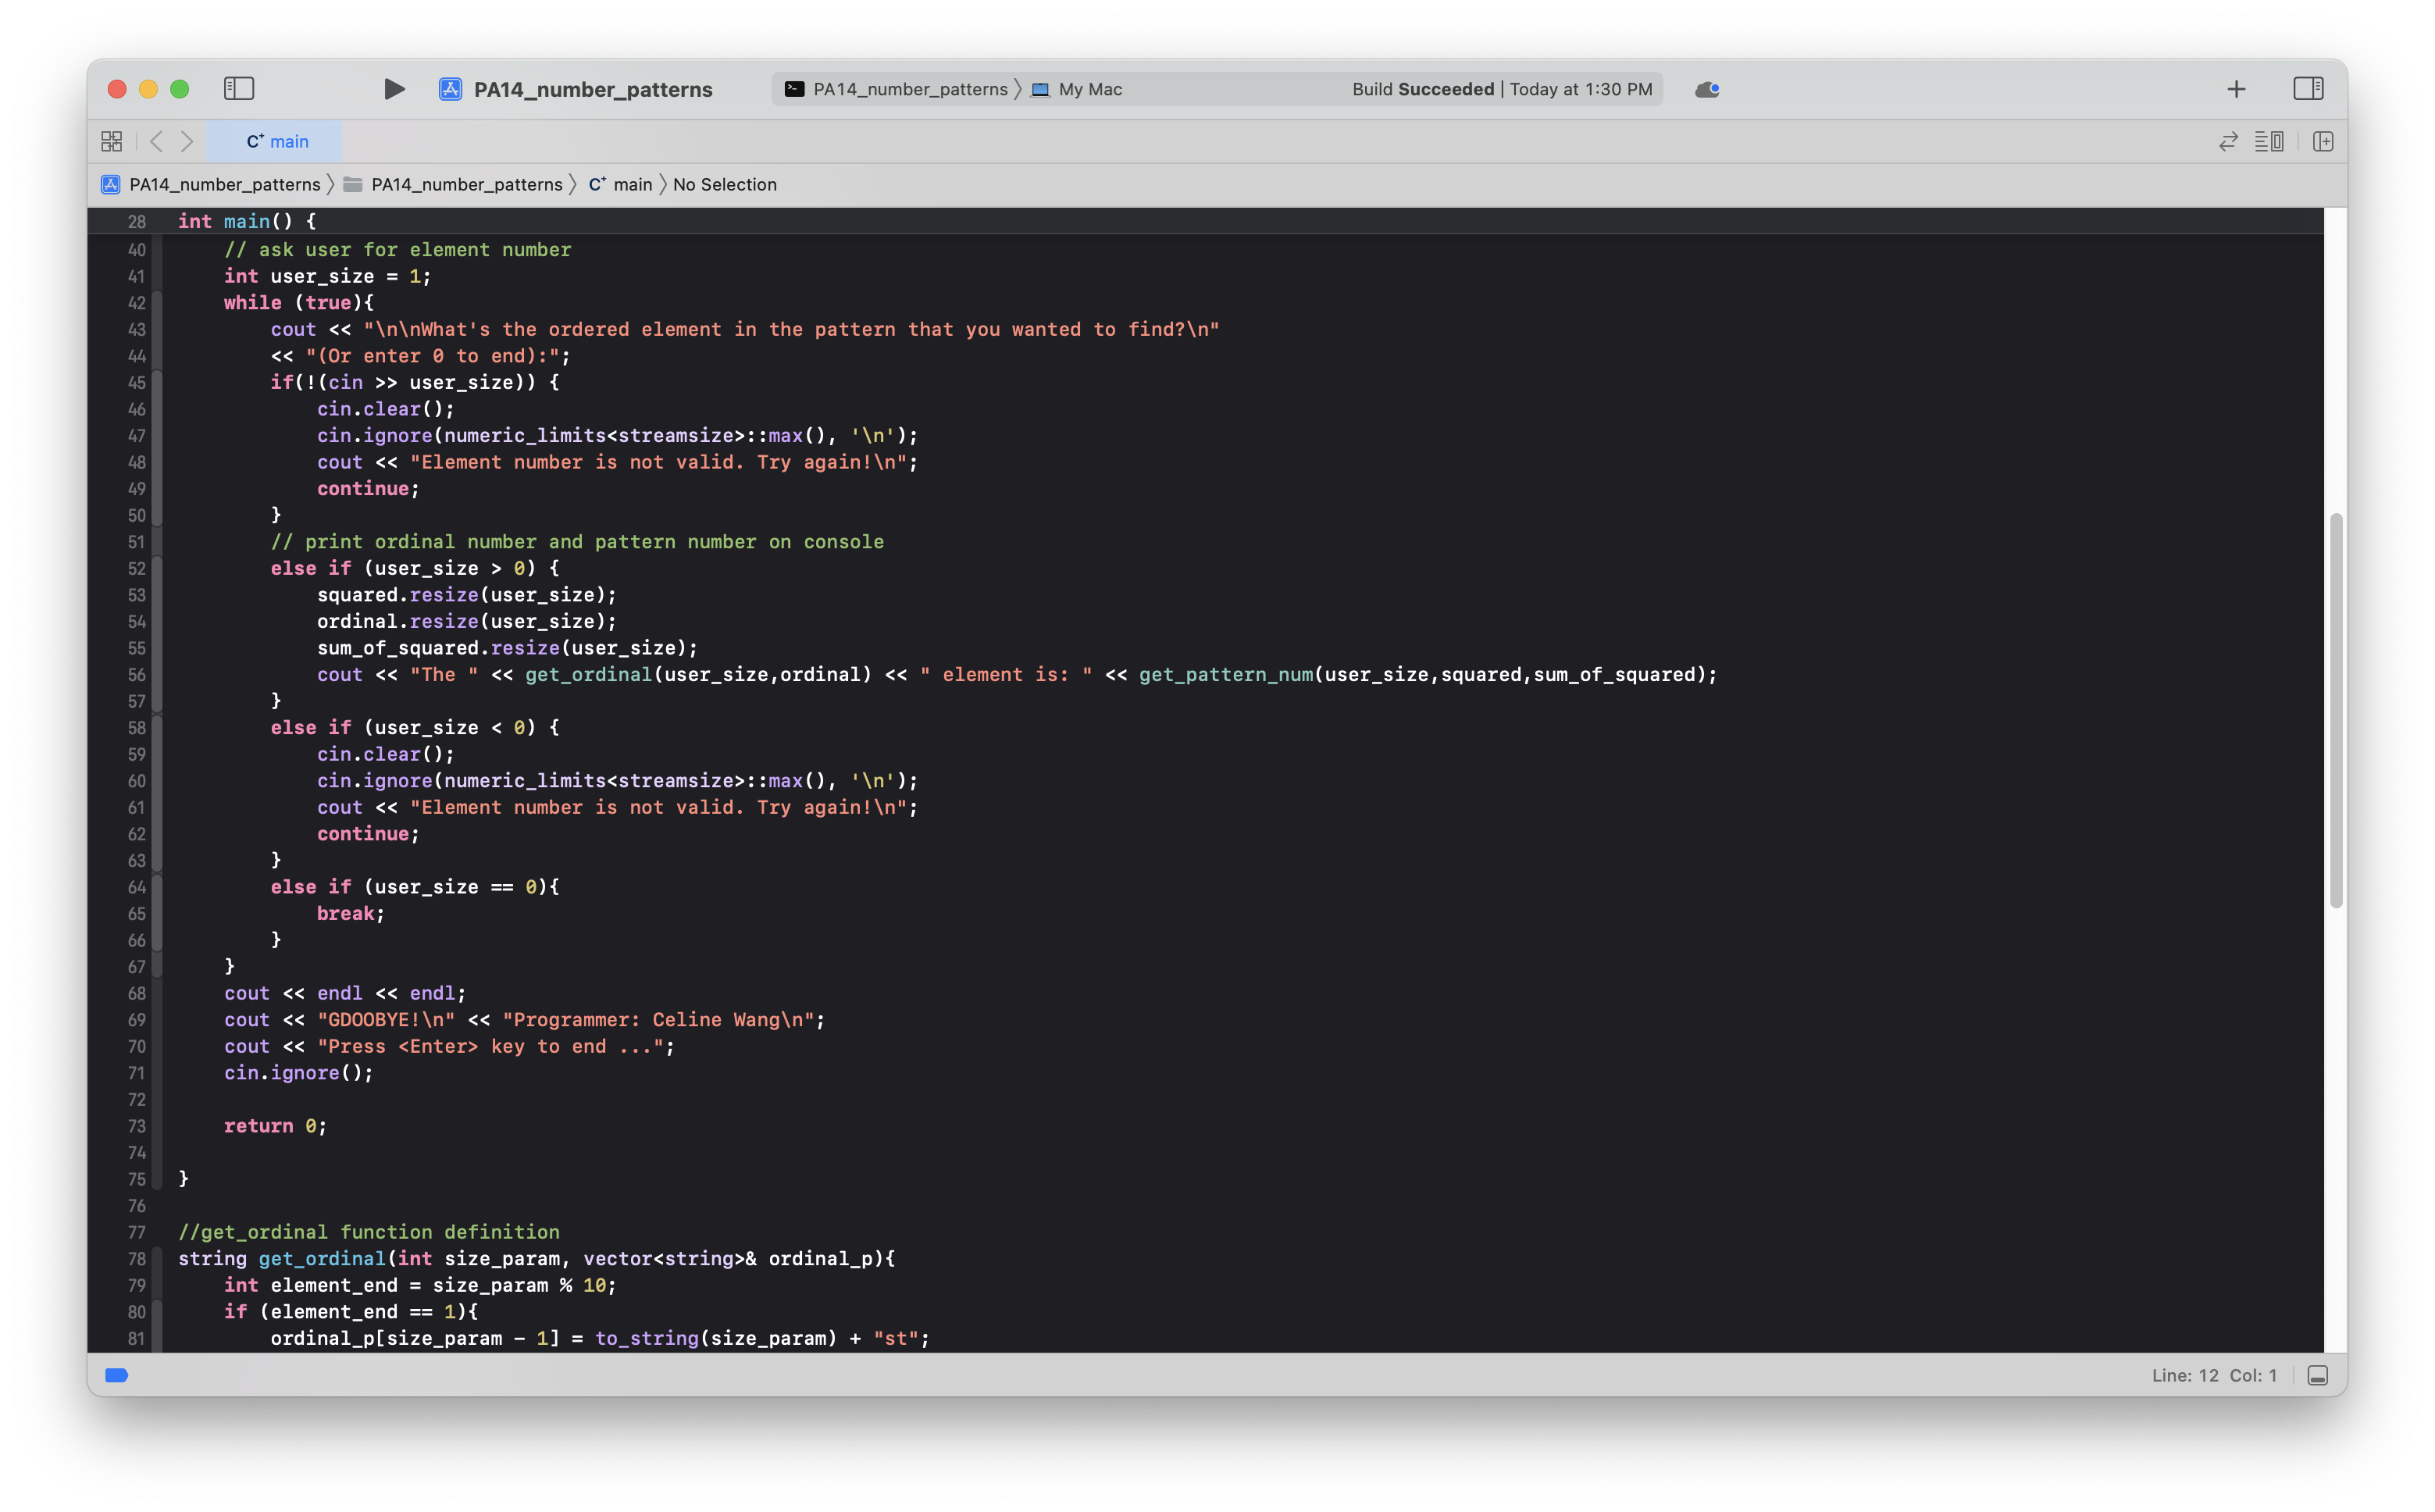 PA14_number_patterns
PA14_number_patterns 〉 My Mac
Build Succeeded | Today at 1:30 PM
C+ main
PA14_number_patterns 〉 PA14_number_patterns 〉 C+ main 〉 No Selection
28 int main() {
40     // ask user for element number
41     int user_size = 1;
42     while (true){
43         cout << "\n\nWhat's the ordered element in the pattern that you wanted to find?\n"
44         << "(Or enter 0 to end):";
45         if(!(cin >> user_size)) {
46             cin.clear();
47             cin.ignore(numeric_limits<streamsize>::max(), '\n');
48             cout << "Element number is not valid. Try again!\n";
49             continue;
50         }
51         // print ordinal number and pattern number on console
52         else if (user_size > 0) {
53             squared.resize(user_size);
54             ordinal.resize(user_size);
55             sum_of_squared.resize(user_size);
56             cout << "The " << get_ordinal(user_size,ordinal) << " element is: " << get_pattern_num(user_size,squared,sum_of_squared);
57         }
58         else if (user_size < 0) {
59             cin.clear();
60             cin.ignore(numeric_limits<streamsize>::max(), '\n');
61             cout << "Element number is not valid. Try again!\n";
62             continue;
63         }
64         else if (user_size == 0){
65             break;
66         }
67     }
68     cout << endl << endl;
69     cout << "GDOOBYE!\n" << "Programmer: Celine Wang\n";
70     cout << "Press <Enter> key to end ...";
71     cin.ignore();
72
73     return 0;
74
75 }
76
77 //get_ordinal function definition
78 string get_ordinal(int size_param, vector<string>& ordinal_p){
79     int element_end = size_param % 10;
80     if (element_end == 1){
81         ordinal_p[size_param - 1] = to_string(size_param) + "st";
Line: 12 Col: 1